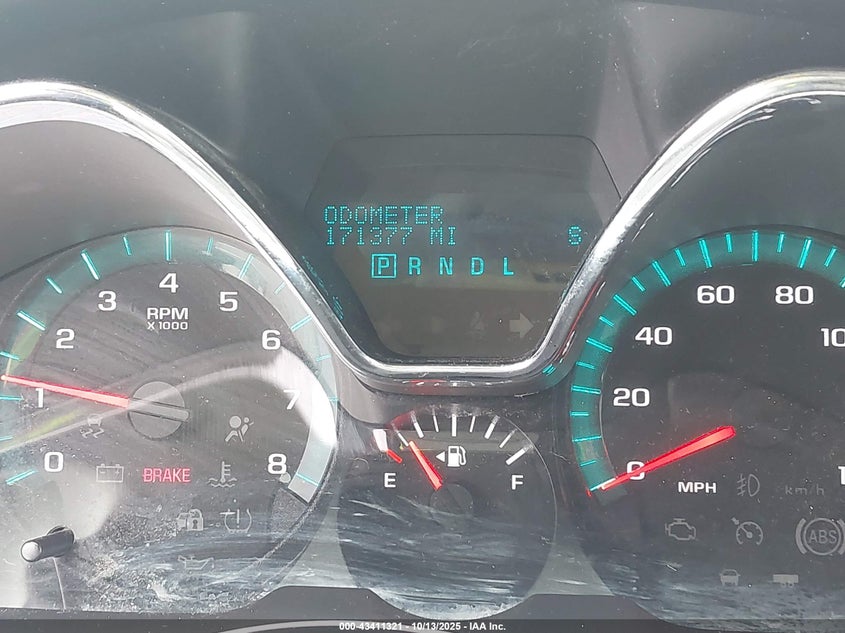 ODOMETER
171377 MI S
P R N D L
0 1 2 3 4 5 6 7 8
RPM
X 1000
BRAKE
E F
0 20 40 60 80
MPH
km/h
ABS
000-43411321 - 10/13/2025 - IAA Inc.